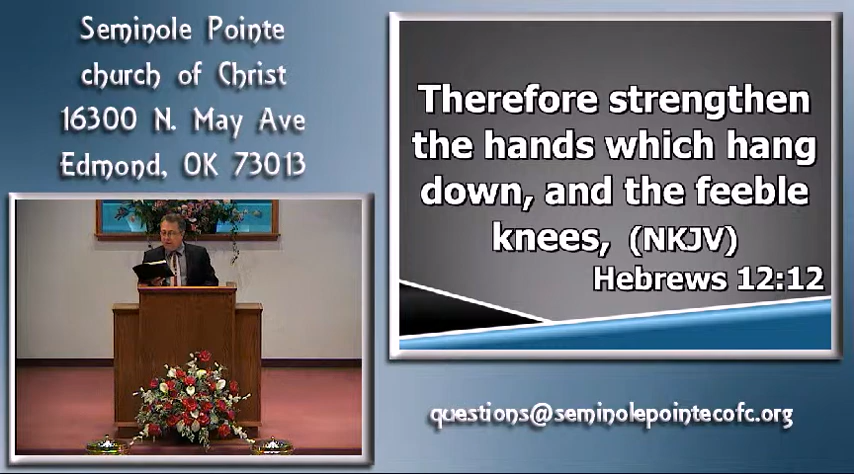 Seminole Pointe
church of Christ
16300 N. May Ave
Edmond, OK 73013
Therefore strengthen
the hands which hang
down, and the feeble
knees, (NKJV)
Hebrews 12:12
questions@seminolepointecofc.org